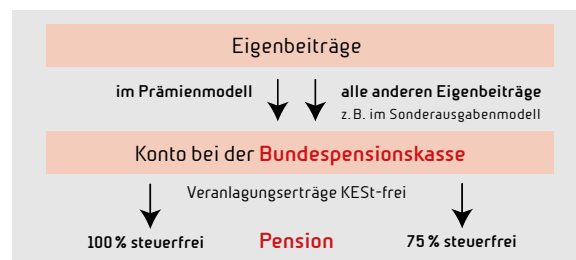 Eigenbeiträge
im Prämienmodell
alle anderen Eigenbeiträge
z.B. im Sonderausgabenmodell
Konto bei der Bundespensionskasse
Veranlagungserträge KESt-frei
100% steuerfrei
Pension
75% steuerfrei